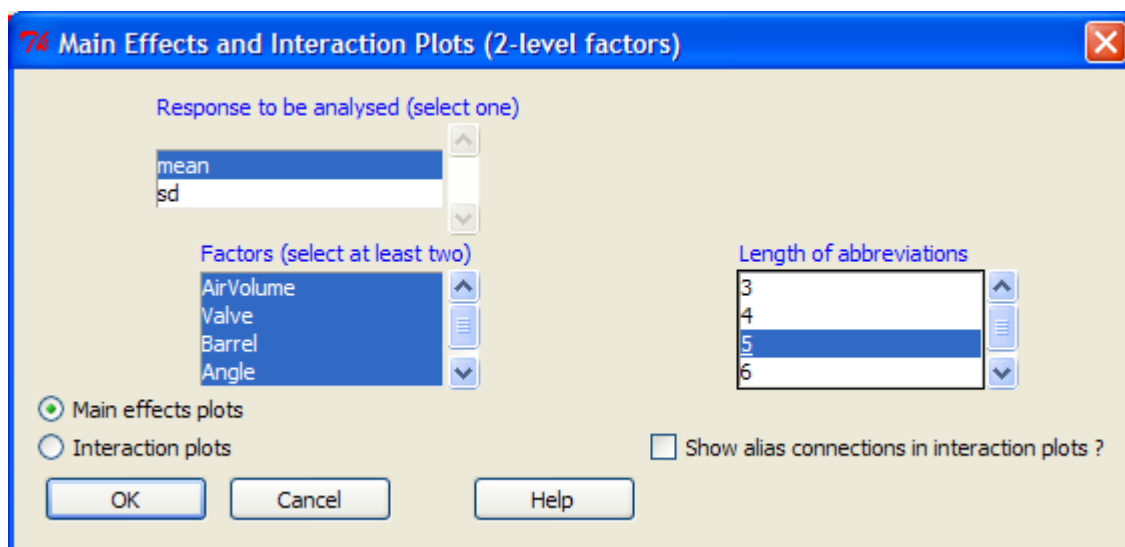 Main Effects and Interaction Plots (2-level factors)
Response to be analysed (select one)
mean
sd
Factors (select at least two)
AirVolume
Valve
Barrel
Angle
Length of abbreviations
3
4
5
6
Main effects plots
Interaction plots
Show alias connections in interaction plots ?
OK
Cancel
Help